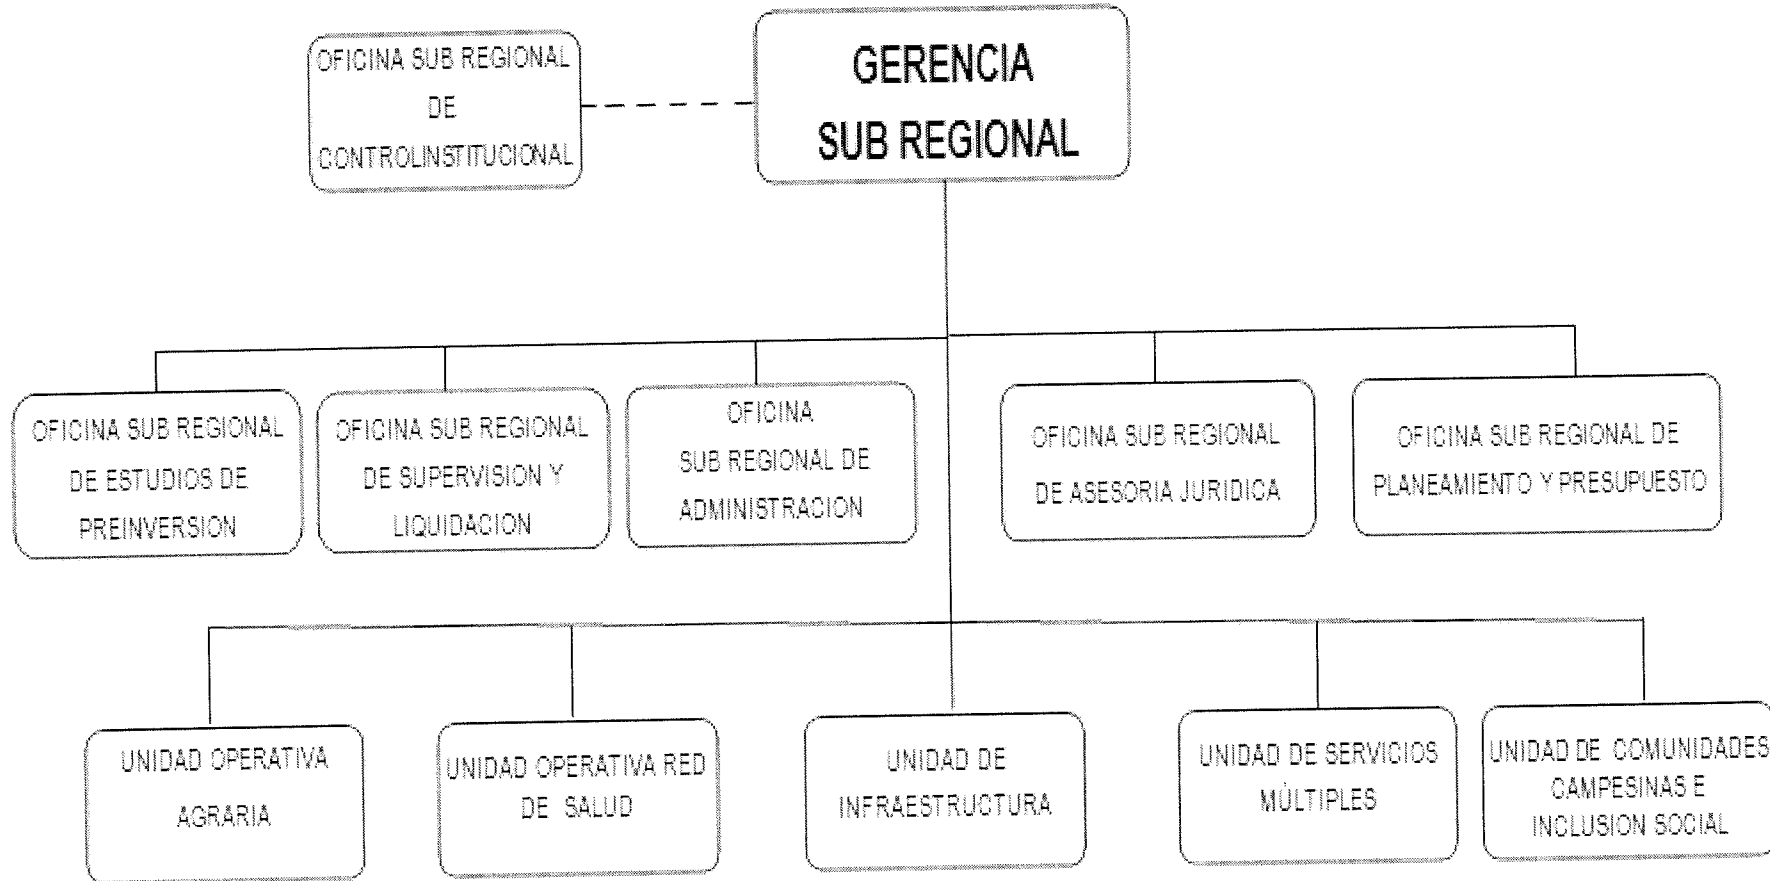 OFICINA SUB REGIONAL
DE
CONTROLINSTITUCIONAL
GERENCIA
SUB REGIONAL
OFICINA SUB REGIONAL
DE ESTUDIOS DE
PREINVERSION
OFICINA SUB REGIONAL
DE SUPERVISION Y
LIQUIDACION
OFICINA
SUB REGIONAL DE
ADMINISTRACION
OFICINA SUB REGIONAL
DE ASESORIA JURIDICA
OFICINA SUB REGIONAL DE
PLANEAMIENTO Y PRESUPUESTO
UNIDAD OPERATIVA
AGRARIA
UNIDAD OPERATIVA RED
DE SALUD
UNIDAD DE
INFRAESTRUCTURA
UNIDAD DE SERVICIOS
MÚLTIPLES
UNIDAD DE COMUNIDADES
CAMPESINAS E
INCLUSION SOCIAL